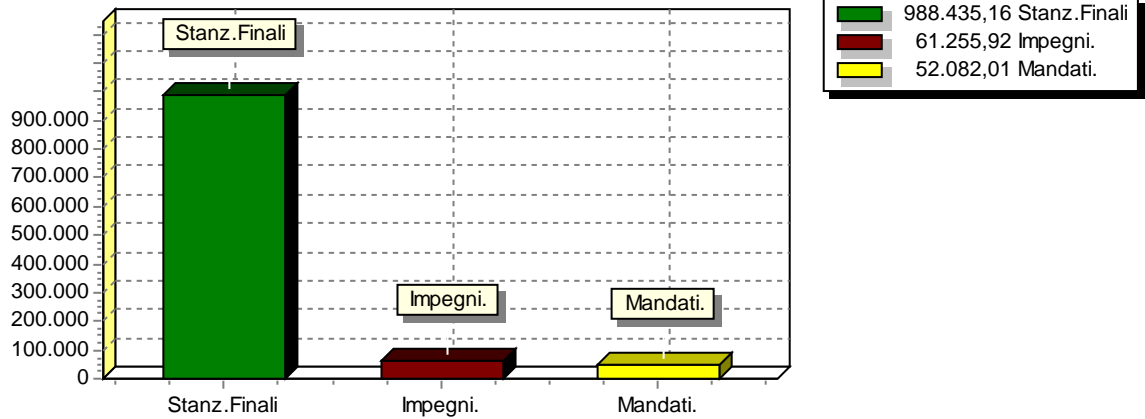 988.435,16 Stanz.Finali
61.255,92 Impegni.
52.082,01 Mandati.
Stanz.Finali
Impegni.
Mandati.
900.000
800.000
700.000
600.000
500.000
400.000
300.000
200.000
100.000
0
Stanz.Finali
Impegni.
Mandati.